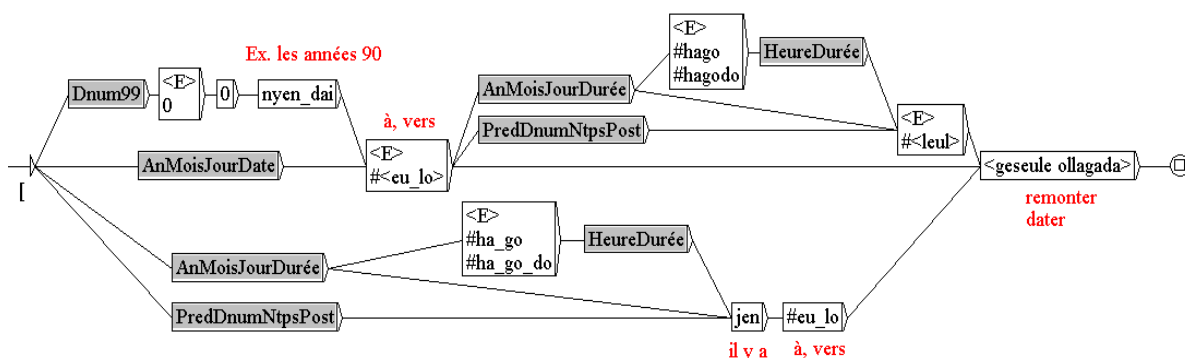 Ex. les années 90
<E>
#hago
#hagodo
HeureDurée
Dnum99
<E>
0
0
nyen_dai
AnMoisJourDurée
à, vers
PredDnumNtpsPost
<E>
#<leul>
AnMoisJourDate
<E>
#<eu_lo>
<geseule ollagada>
[
remonter
dater
<E>
#ha_go
#ha_go_do
HeureDurée
AnMoisJourDurée
PredDnumNtpsPost
jen
#eu_lo
il y a
à, vers